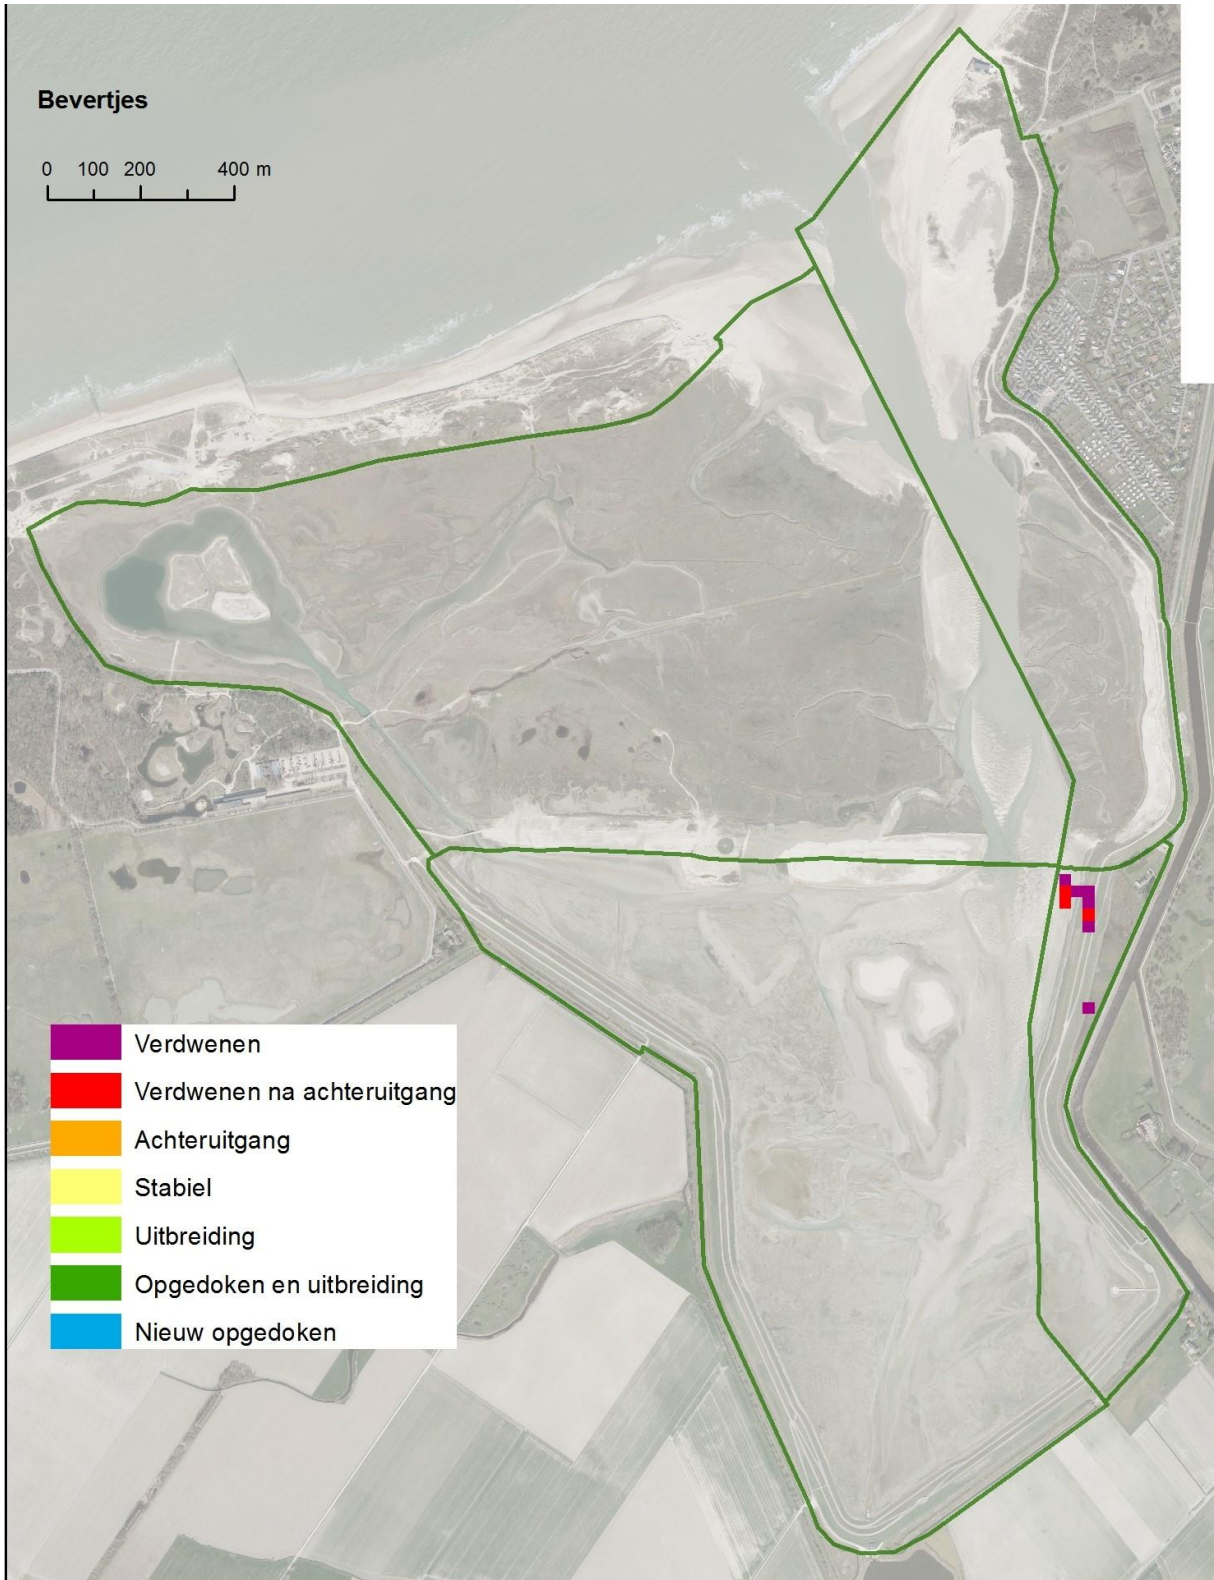 Bevertjes
0 100 200 400 m
Verdwenen
Verdwenen na achteruitgang
Achteruitgang
Stabiel
Uitbreiding
Opgedoken en uitbreiding
Nieuw opgedoken